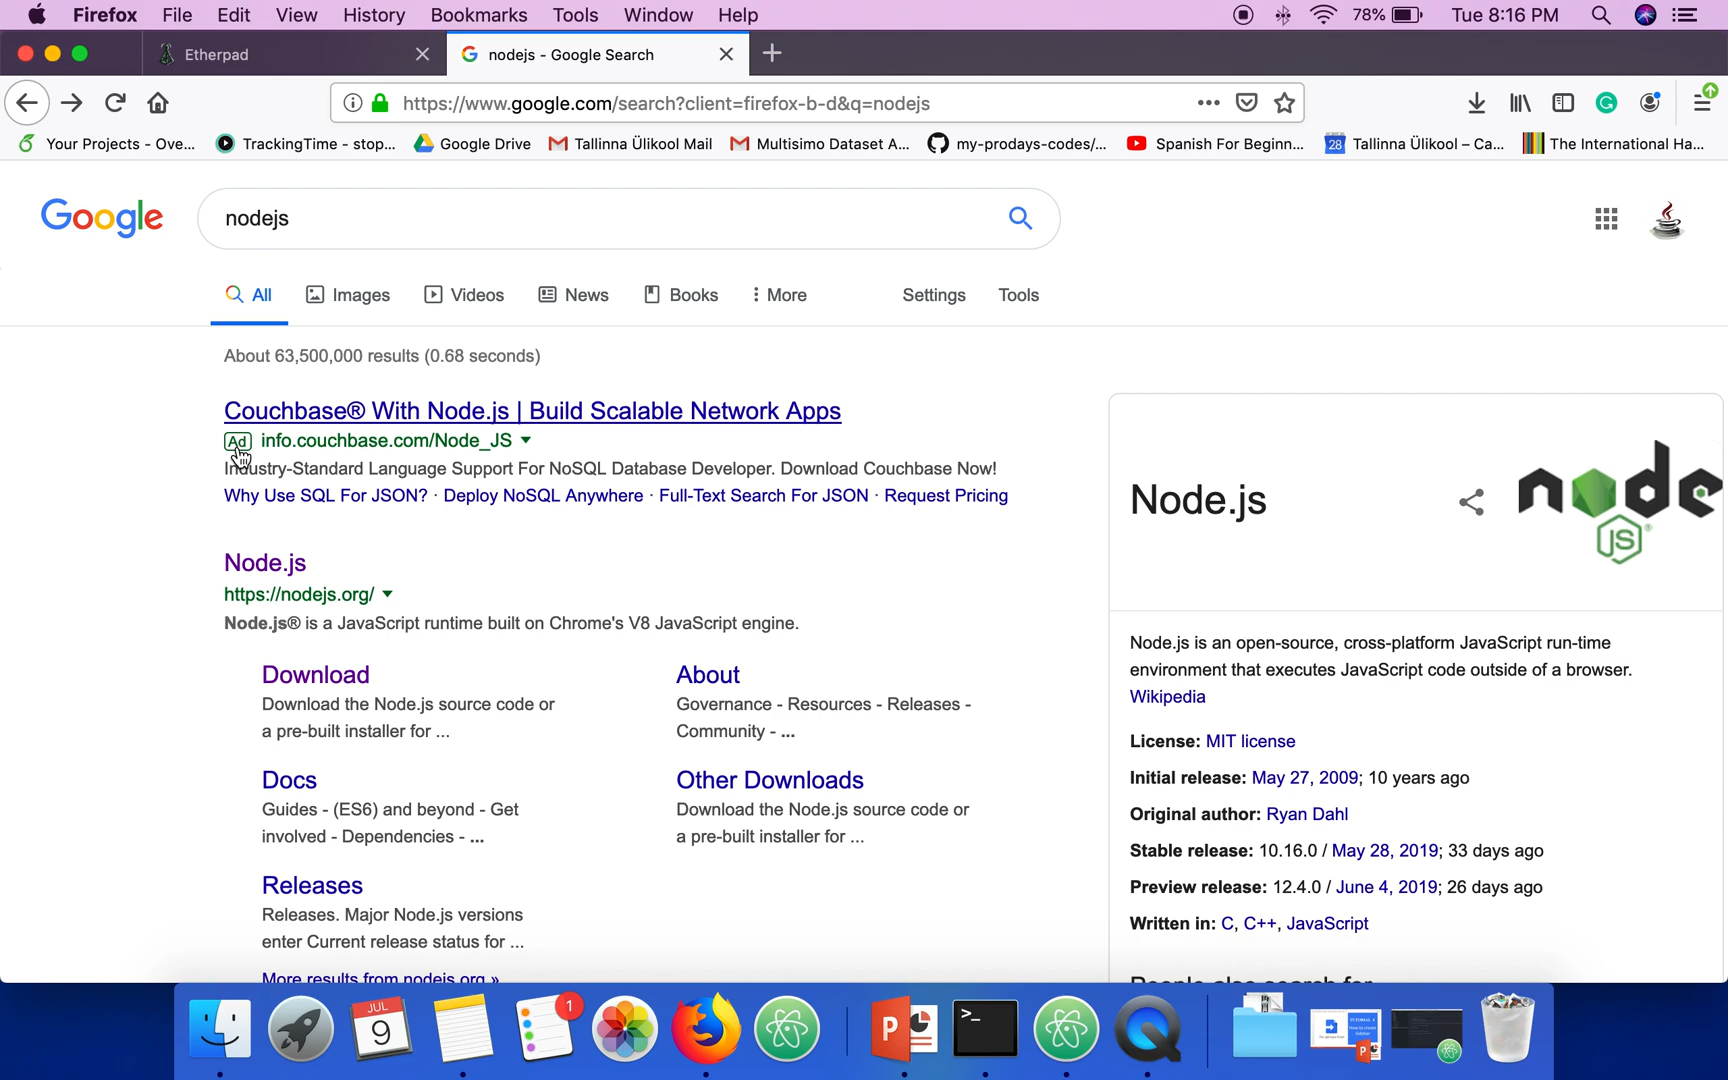 Firefox File Edit View History Bookmarks Tools Window Help 78% Tue 8:16 PM
Etherpad nodejs - Google Search
https://www.google.com/search?client=firefox-b-d&q=nodejs
Your Projects - Ove... TrackingTime - stop... Google Drive Tallinna Ülikool Mail Multisimo Dataset A... my-prodays-codes/... Spanish For Beginn... 28 Tallinna Ülikool – Ca... The International Ha...
Google nodejs
All Images Videos News Books More Settings Tools
About 63,500,000 results (0.68 seconds)
Couchbase® With Node.js | Build Scalable Network Apps
Ad info.couchbase.com/Node_JS
Industry-Standard Language Support For NoSQL Database Developer. Download Couchbase Now!
Why Use SQL For JSON? · Deploy NoSQL Anywhere · Full-Text Search For JSON · Request Pricing
Node.js
https://nodejs.org/
Node.js® is a JavaScript runtime built on Chrome's V8 JavaScript engine.
Download
Download the Node.js source code or
a pre-built installer for ...
About
Governance - Resources - Releases -
Community - ...
Docs
Guides - (ES6) and beyond - Get
involved - Dependencies - ...
Other Downloads
Download the Node.js source code or
a pre-built installer for ...
Releases
Releases. Major Node.js versions
enter Current release status for ...
More results from nodejs.org »
Node.js
node
JS
Node.js is an open-source, cross-platform JavaScript run-time
environment that executes JavaScript code outside of a browser.
Wikipedia
License: MIT license
Initial release: May 27, 2009; 10 years ago
Original author: Ryan Dahl
Stable release: 10.16.0 / May 28, 2019; 33 days ago
Preview release: 12.4.0 / June 4, 2019; 26 days ago
Written in: C, C++, JavaScript
People also search for
JUL
9
1
P
>_